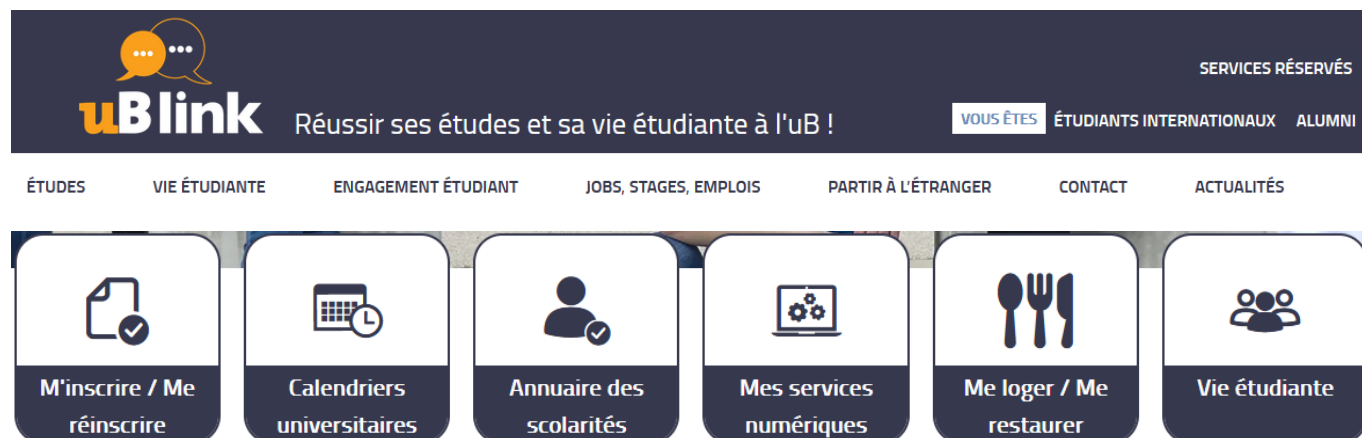 SERVICES RÉSERVÉS
uBlink
Réussir ses études et sa vie étudiante à l'uB !
VOUS ÊTES ÉTUDIANTS INTERNATIONAUX ALUMNI
ÉTUDES VIE ÉTUDIANTE ENGAGEMENT ÉTUDIANT JOBS, STAGES, EMPLOIS PARTIR À L'ÉTRANGER CONTACT ACTUALITÉS
M'inscrire / Me
réinscrire
Calendriers
universitaires
Annuaire des
scolarités
Mes services
numériques
Me loger / Me
restaurer
Vie étudiante